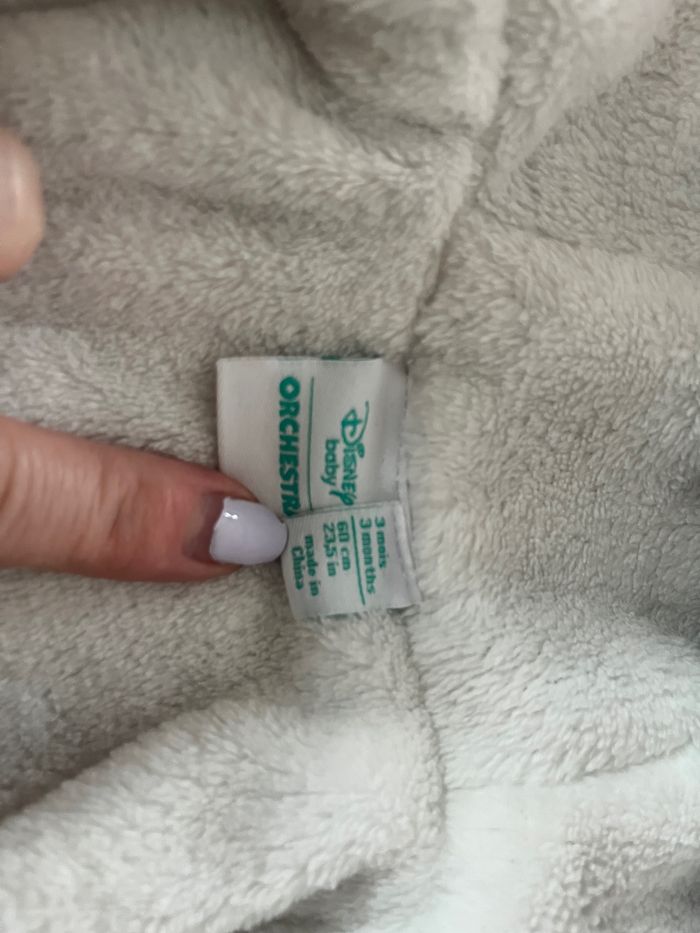 Disney
baby
ORCHESTRA
3 mois
3 months
60 cm
23,5 in
made in
China